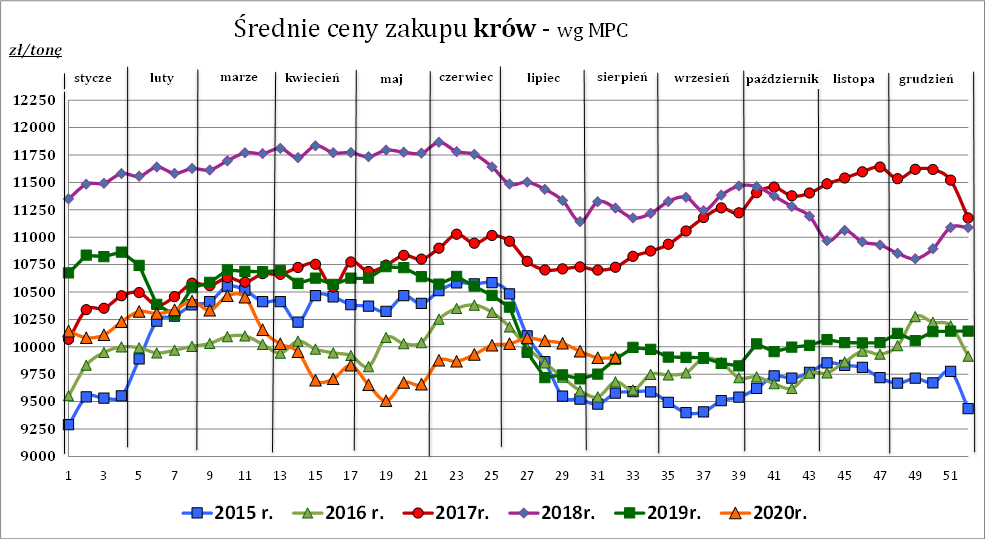 Średnie ceny zakupu krów - wg MPC
zł/tonę
stycze luty marze kwiecień maj czerwiec lipiec sierpień wrzesień październik listopa grudzień
12250
12000
11750
11500
11250
11000
10750
10500
10250
10000
9750
9500
9250
9000
1 3 5 7 9 11 13 15 17 19 21 23 25 27 29 31 33 35 37 39 41 43 45 47 49 51
2015 r. 2016 r. 2017r. 2018r. 2019r. 2020r.